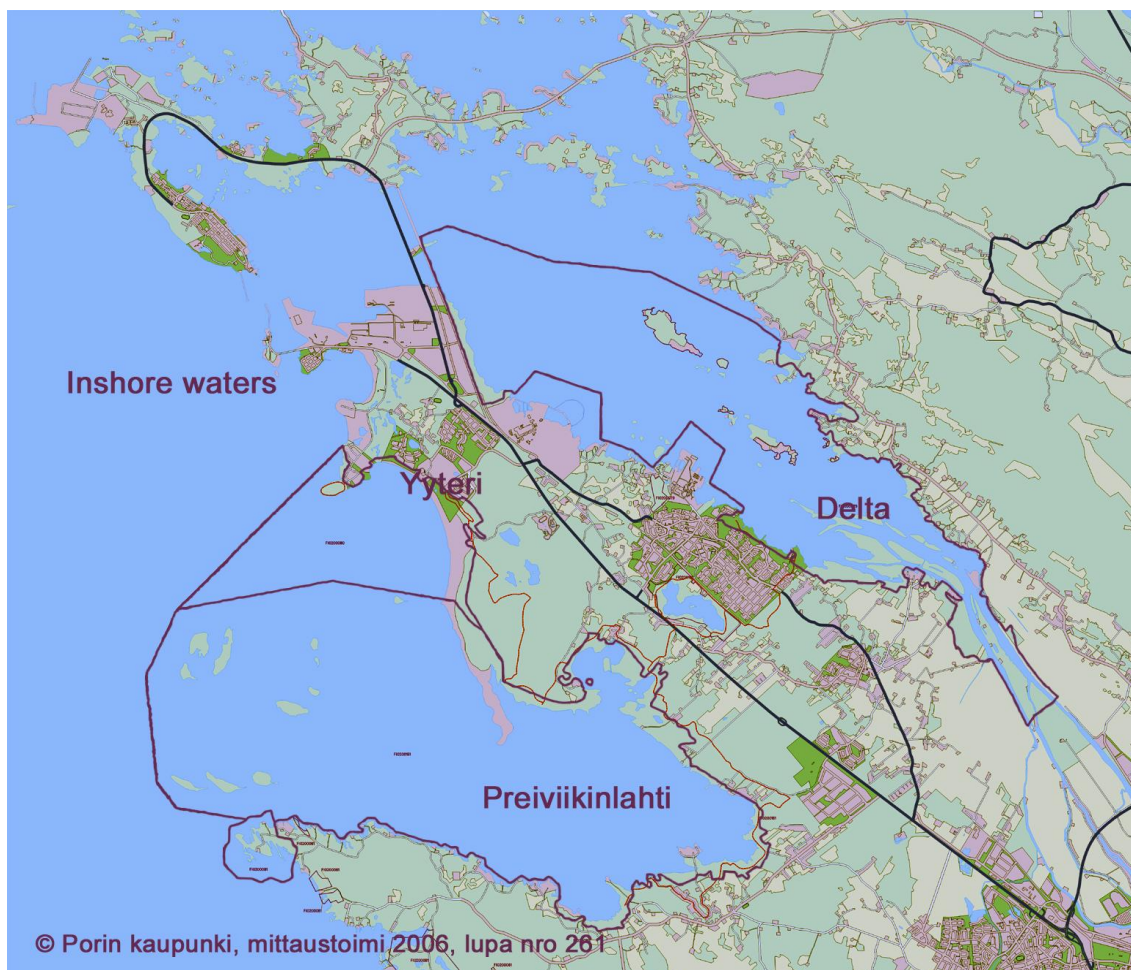 Inshore waters
Yyteri
Delta
Preiviikinlahti
© Porin kaupunki, mittaustoimi 2006, lupa nro 261